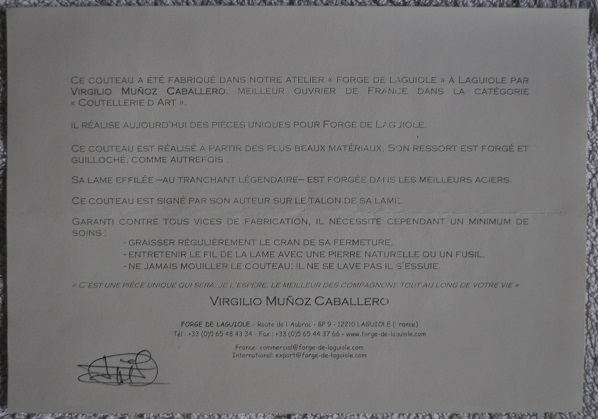 CE COUTEAU A ÉTÉ FABRIQUÉ DANS NOTRE ATELIER « FORGE DE LAGUIOLE » À LAGUIOLE PAR
VIRGILIO MUÑOZ CABALLERO, MEILLEUR OUVRIER DE FRANCE DANS LA CATÉGORIE
« COUTELLERIE D'ART ».
IL RÉALISE AUJOURD'HUI DES PIÈCES UNIQUES POUR FORGE DE LAGUIOLE.
CE COUTEAU EST RÉALISÉ À PARTIR DES PLUS BEAUX MATÉRIAUX. SON RESSORT EST FORGÉ ET
GUILLOCHÉ, COMME AUTREFOIS .
SA LAME EFFILÉE –AU TRANCHANT LÉGENDAIRE– EST FORGÉE DANS LES MEILLEURS ACIERS.
CE COUTEAU EST SIGNÉ PAR SON AUTEUR SUR LE TALON DE SA LAME.
GARANTI CONTRE TOUS VICES DE FABRICATION, IL NÉCESSITE CEPENDANT UN MINIMUM DE
SOINS :
- GRAISSER RÉGULIÈREMENT LE CRAN DE SA FERMETURE,
- ENTRETENIR LE FIL DE LA LAME AVEC UNE PIERRE NATURELLE OU UN FUSIL,
- NE JAMAIS MOUILLER LE COUTEAU, IL NE SE LAVE PAS IL S'ESSUIE.
« C'EST UNE PIÈCE UNIQUE QUI SERA, JE L'ESPÈRE, LE MEILLEUR DES COMPAGNONS TOUT AU LONG DE VOTRE VIE »
VIRGILIO MUÑOZ CABALLERO
FORGE DE LAGUIOLE - Route de l'Aubrac - BP 9 - 12210 LAGUIOLE (France)
Tél : +33 (0)5 65 48 43 34 - Fax : +33 (0)5 65 44 37 66 - www.forge-de-laguiole.com
France: commercial@forge-de-laguiole.com
International: export@forge-de-laguiole.com